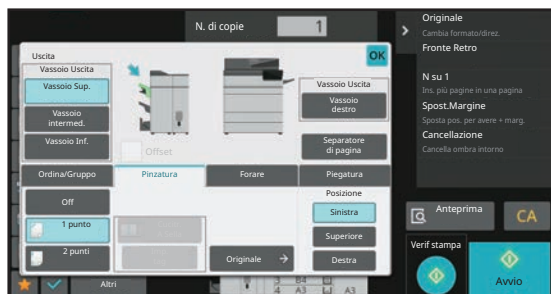 N. di copie
1
Originale
Cambia formato/direz.
Fronte Retro
N su 1
Ins. più pagine in una pagina
Spost.Margine
Sposta pos. per avere + marg.
Cancellazione
Cancella ombra intorno
Uscita
OK
Vassoio Uscita
Vassoio Sup.
Vassoio
intermed.
Vassoio Inf.
Offset
Vassoio Uscita
Vassoio
destro
Separatore
di pagina
Ordina/Gruppo
Pinzatura
Forare
Piegatura
Off
1 punto
2 punti
Originale
Posizione
Sinistra
Superiore
Destra
Anteprima
CA
Verif stampa
Avvio
Altri
3 B4
4 A3
A3